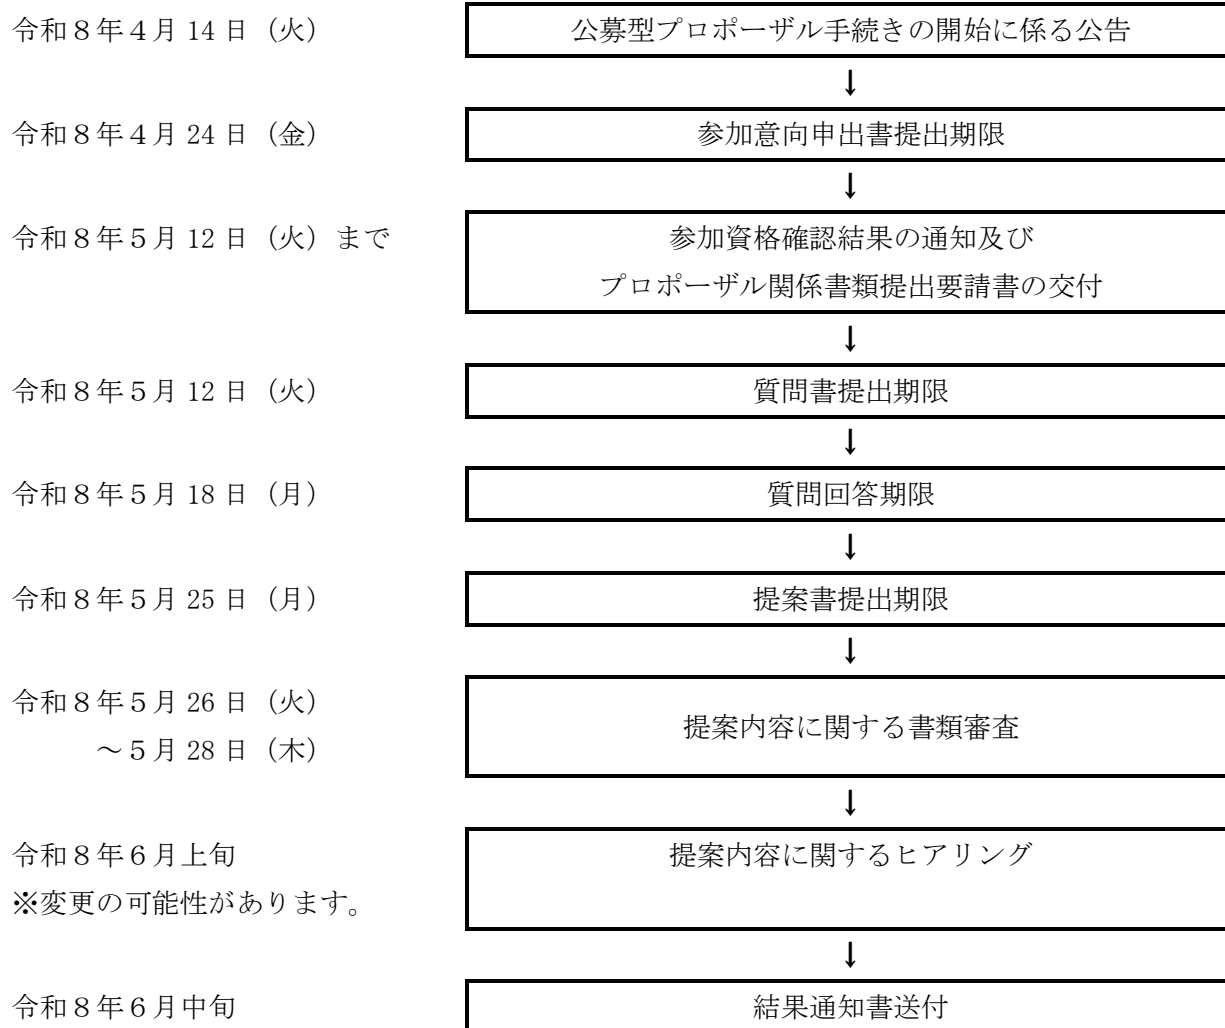 令和８年４月 14 日（火）
公募型プロポーザル手続きの開始に係る公告
↓
令和８年４月 24 日（金）
参加意向申出書提出期限
↓
令和８年５月 12 日（火）まで
参加資格確認結果の通知及び
プロポーザル関係書類提出要請書の交付
↓
令和８年５月 12 日（火）
質問書提出期限
↓
令和８年５月 18 日（月）
質問回答期限
↓
令和８年５月 25 日（月）
提案書提出期限
↓
令和８年５月 26 日（火）
～５月 28 日（木）
提案内容に関する書類審査
↓
令和８年６月上旬
※変更の可能性があります。
提案内容に関するヒアリング
↓
令和８年６月中旬
結果通知書送付